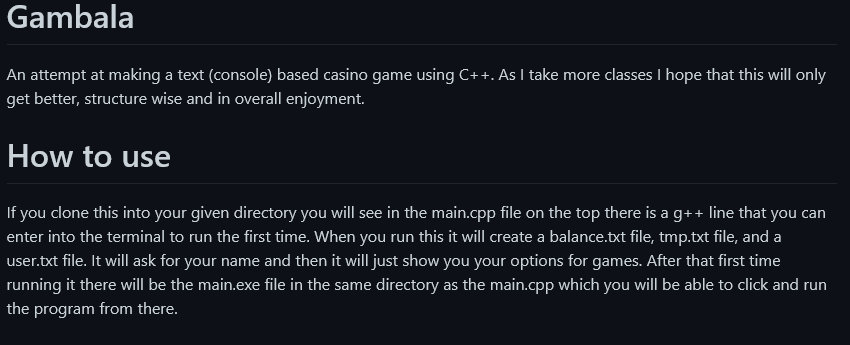 Gambala
An attempt at making a text (console) based casino game using C++. As I take more classes I hope that this will only
get better, structure wise and in overall enjoyment.
How to use
If you clone this into your given directory you will see in the main.cpp file on the top there is a g++ line that you can
enter into the terminal to run the first time. When you run this it will create a balance.txt file, tmp.txt file, and a
user.txt file. It will ask for your name and then it will just show you your options for games. After that first time
running it there will be the main.exe file in the same directory as the main.cpp which you will be able to click and run
the program from there.